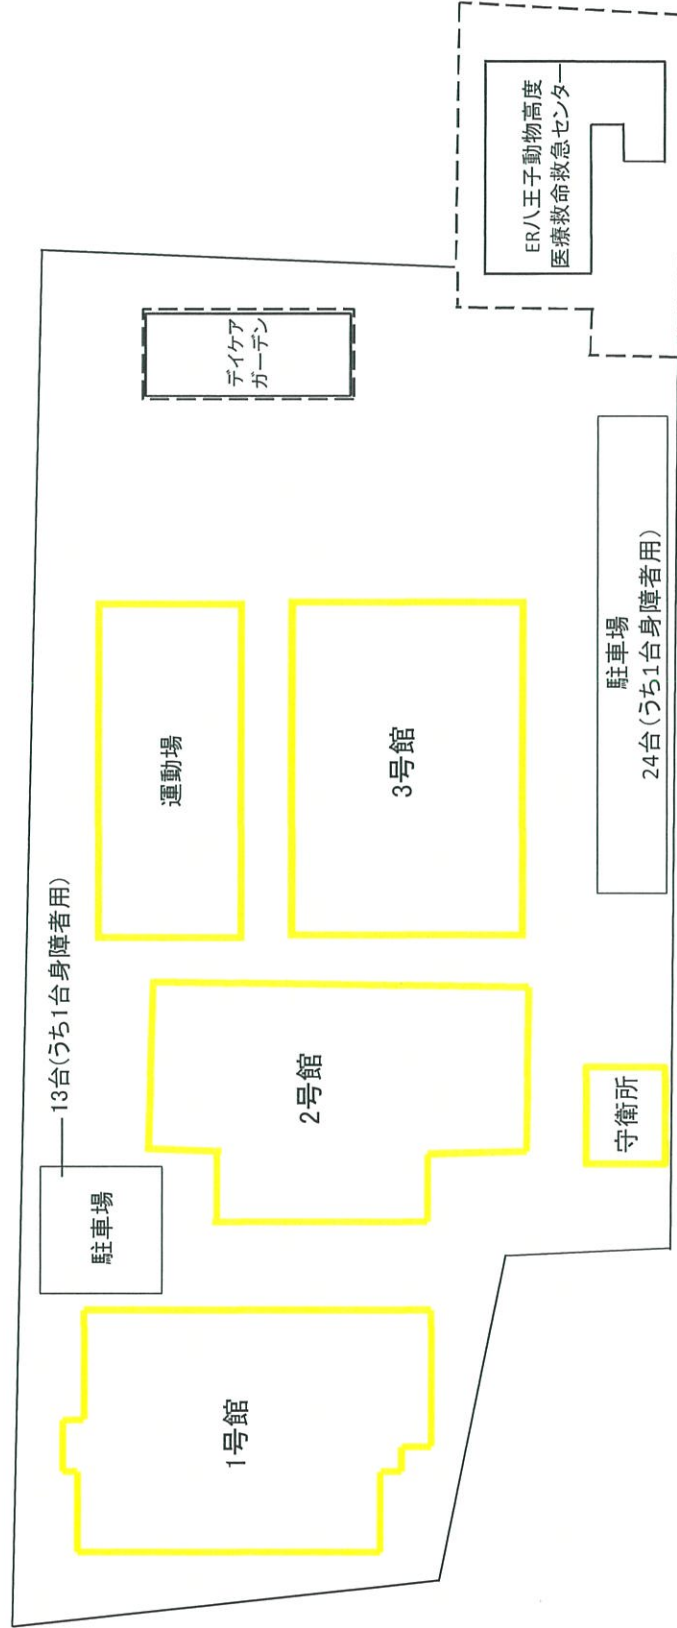 1号館
駐車場
13台(うち1台身障者用)
2号館
守衛所
運動場
3号館
駐車場
24台(うち1台身障者用)
デイケア
ガーデン
ER八王子動物高度
医療救命救急センター